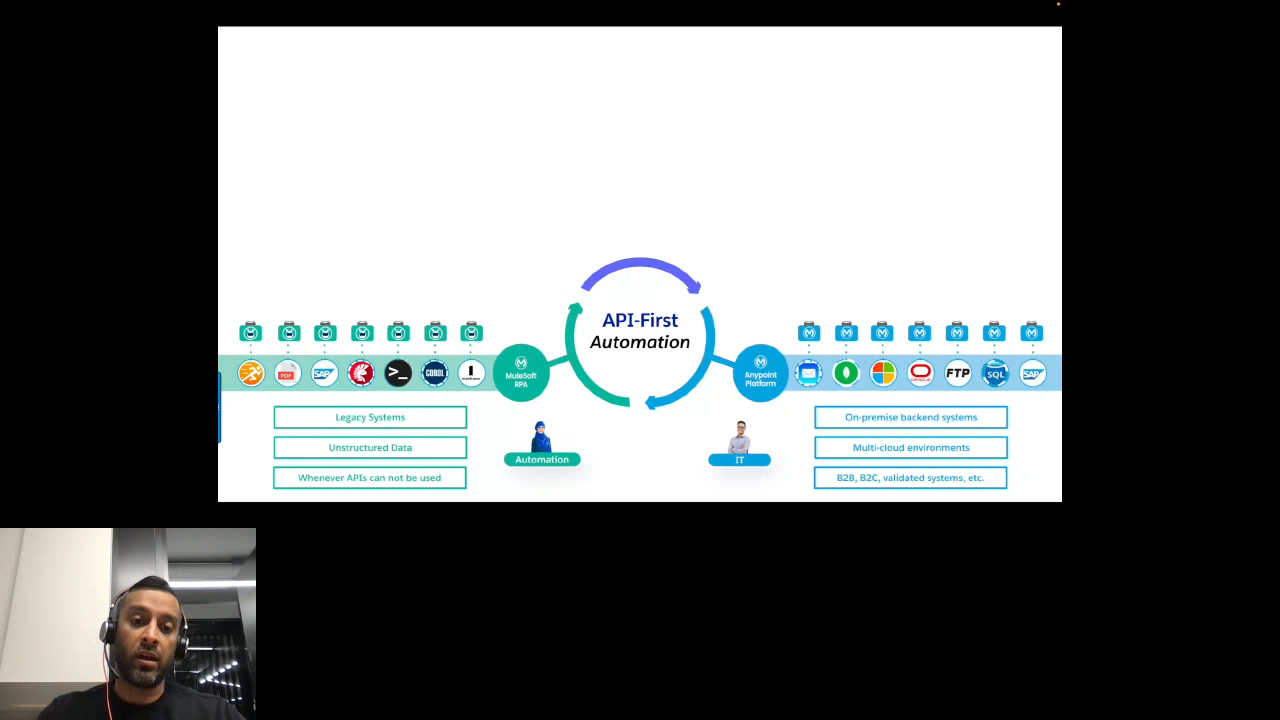 API-First
Automation
PDF
SAP
>_
COBOL
MuleSoft
RPA
Anypoint
Platform
ORACLE
FTP
SQL
SAP
Legacy Systems
Unstructured Data
Whenever APIs can not be used
Automation
IT
On-premise backend systems
Multi-cloud environments
B2B, B2C, validated systems, etc.